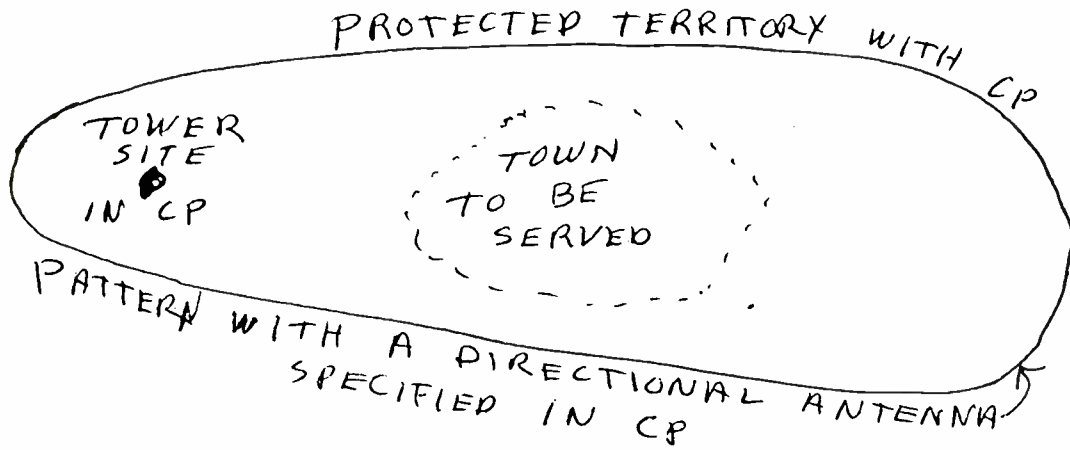 PROTECTED TERRITORY WITH CP
TOWER
SITE
IN CP
TOWN
TO BE
SERVED
PATTERN WITH A DIRECTIONAL ANTENNA
SPECIFIED IN CP